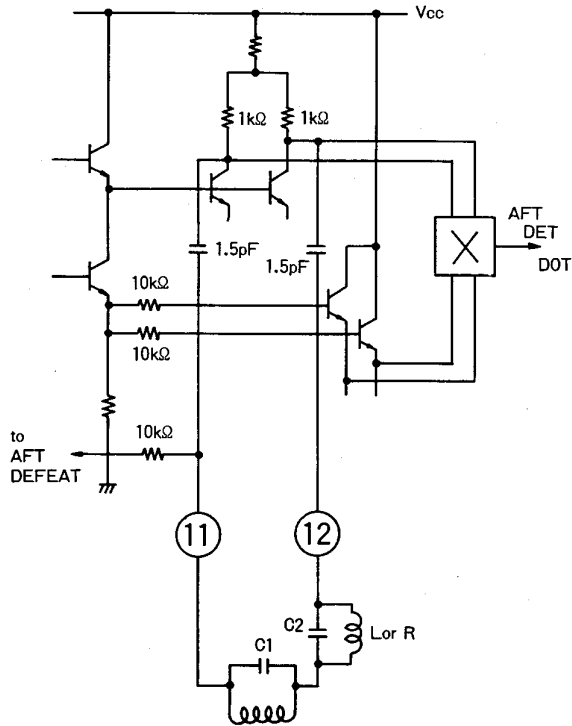 Vcc
1kΩ
1kΩ
1.5pF
1.5pF
AFT
DET
DOT
10kΩ
10kΩ
10kΩ
to
AFT
DEFEAT
11
12
C2
L or R
C1